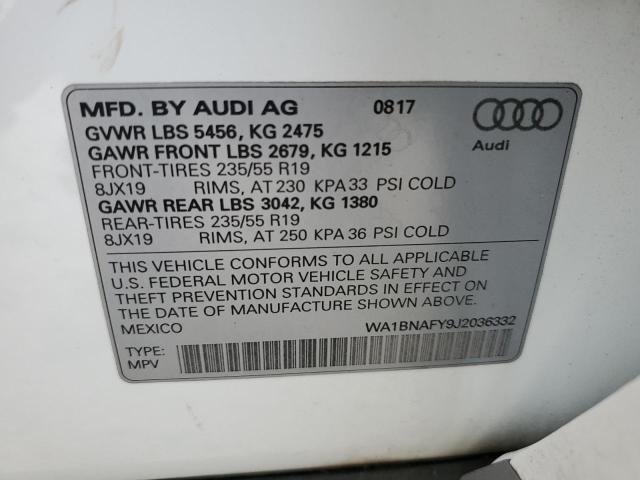 MFD. BY AUDI AG 0817
GVWR LBS 5456, KG 2475
GAWR FRONT LBS 2679, KG 1215
FRONT-TIRES 235/55 R19
8JX19 RIMS, AT 230 KPA 33 PSI COLD
GAWR REAR LBS 3042, KG 1380
REAR-TIRES 235/55 R19
8JX19 RIMS, AT 250 KPA 36 PSI COLD
Audi
THIS VEHICLE CONFORMS TO ALL APPLICABLE
U.S. FEDERAL MOTOR VEHICLE SAFETY AND
THEFT PREVENTION STANDARDS IN EFFECT ON
THE DATE OF MANUFACTURE SHOWN ABOVE.
MEXICO WA1BNAFY9J2036332
TYPE:
MPV